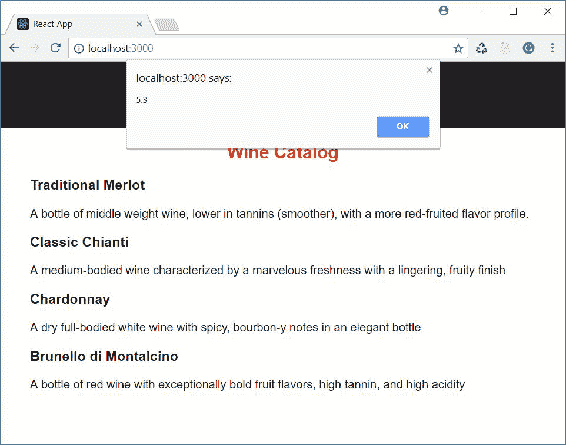 React App
localhost:3000
localhost:3000 says:
5.3
OK
Wine Catalog
Traditional Merlot
A bottle of middle weight wine, lower in tannins (smoother), with a more red-fruited flavor profile.
Classic Chianti
A medium-bodied wine characterized by a marvelous freshness with a lingering, fruity finish
Chardonnay
A dry full-bodied white wine with spicy, bourbon-y notes in an elegant bottle
Brunello di Montalcino
A bottle of red wine with exceptionally bold fruit flavors, high tannin, and high acidity